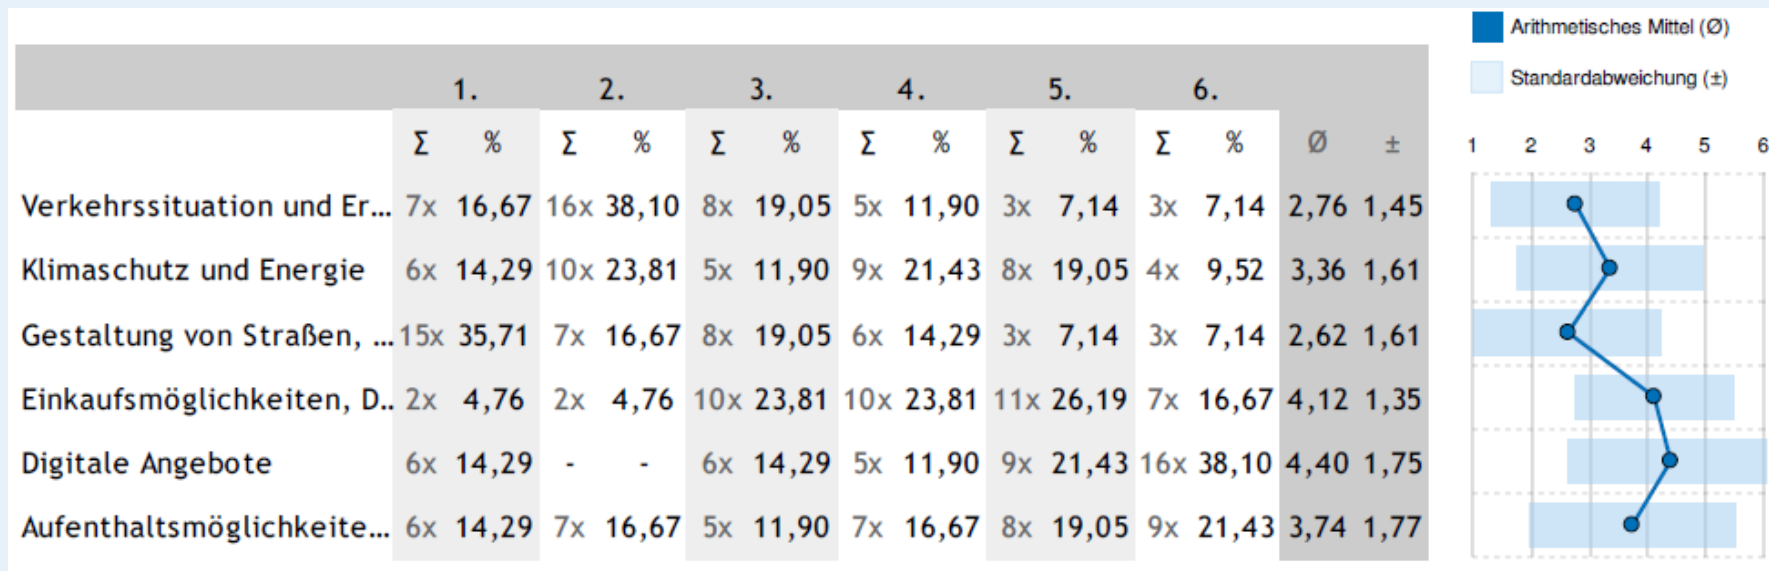 Arithmetisches Mittel (Ø)
Standardabweichung (±)
1. 2. 3. 4. 5. 6.
Σ % Σ % Σ % Σ % Σ % Σ % Ø ±
1 2 3 4 5 6
Verkehrssituation und Er... 7x 16,67 16x 38,10 8x 19,05 5x 11,90 3x 7,14 3x 7,14 2,76 1,45
Klimaschutz und Energie 6x 14,29 10x 23,81 5x 11,90 9x 21,43 8x 19,05 4x 9,52 3,36 1,61
Gestaltung von Straßen, ... 15x 35,71 7x 16,67 8x 19,05 6x 14,29 3x 7,14 3x 7,14 2,62 1,61
Einkaufsmöglichkeiten, D.. 2x 4,76 2x 4,76 10x 23,81 10x 23,81 11x 26,19 7x 16,67 4,12 1,35
Digitale Angebote 6x 14,29 - - 6x 14,29 5x 11,90 9x 21,43 16x 38,10 4,40 1,75
Aufenthaltsmöglichkeite... 6x 14,29 7x 16,67 5x 11,90 7x 16,67 8x 19,05 9x 21,43 3,74 1,77